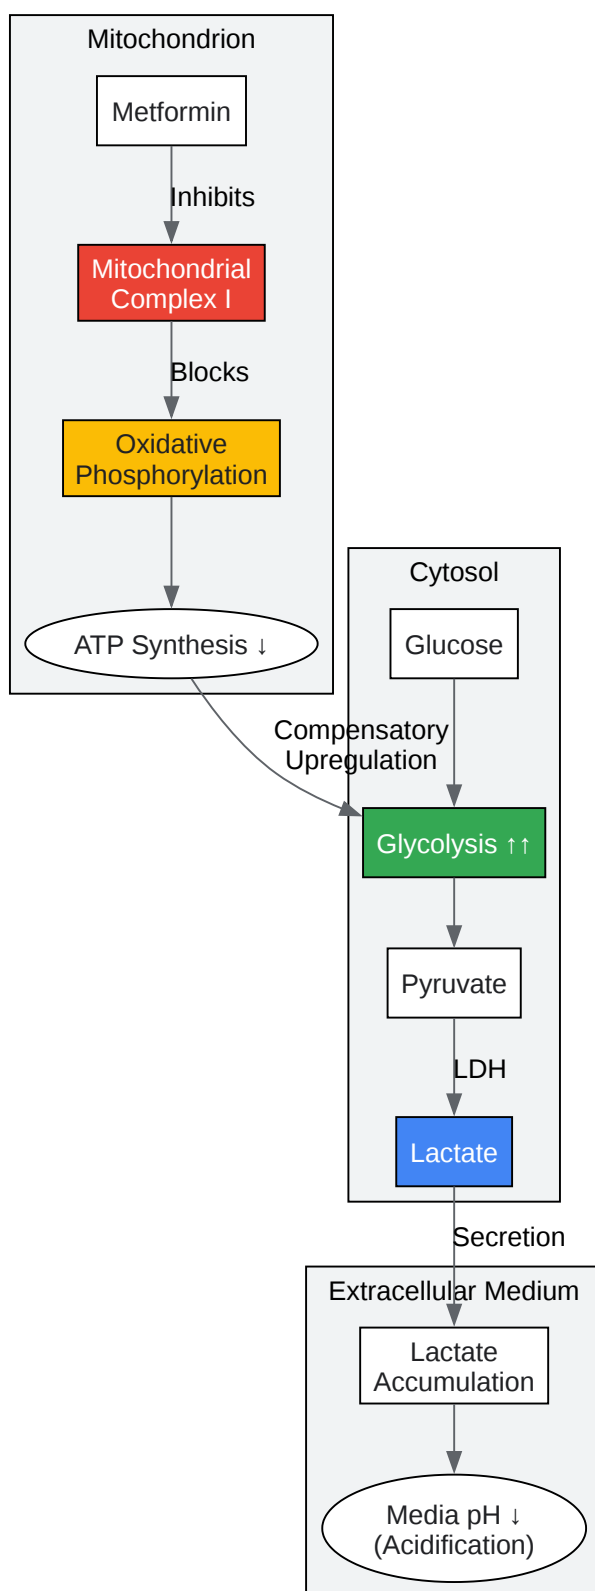 Mitochondrion
Metformin
Inhibits
Mitochondrial
Complex I
Blocks
Oxidative
Phosphorylation
ATP Synthesis ↓
Cytosol
Glucose
Compensatory
Upregulation
Glycolysis ↑↑
Pyruvate
LDH
Lactate
Secretion
Extracellular Medium
Lactate
Accumulation
Media pH ↓
(Acidification)